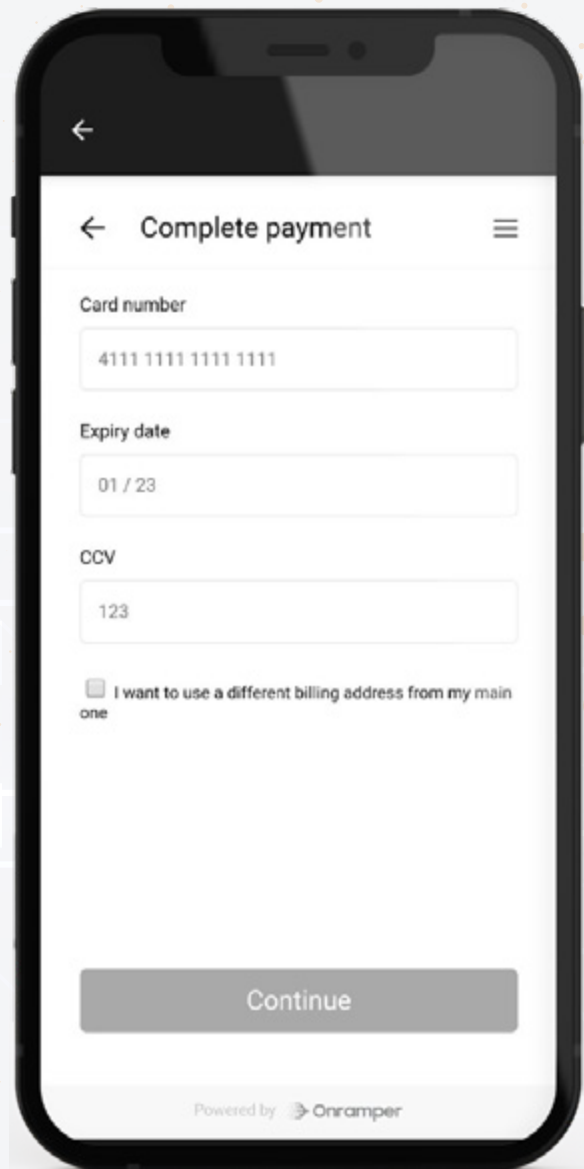 Complete payment
Card number
4111 1111 1111 1111
Expiry date
01 / 23
CCV
123
I want to use a different billing address from my main
one
Continue
Powered by Onramper